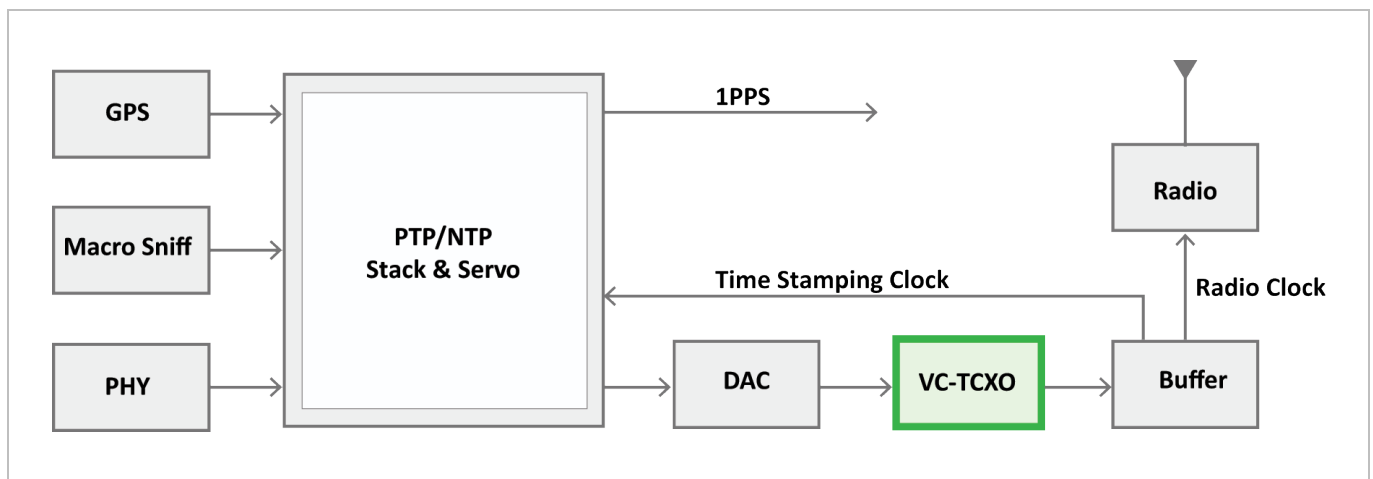 GPS
Macro Sniff
PHY
PTP/NTP
Stack & Servo
1PPS
Time Stamping Clock
DAC
VC-TCXO
Buffer
Radio Clock
Radio